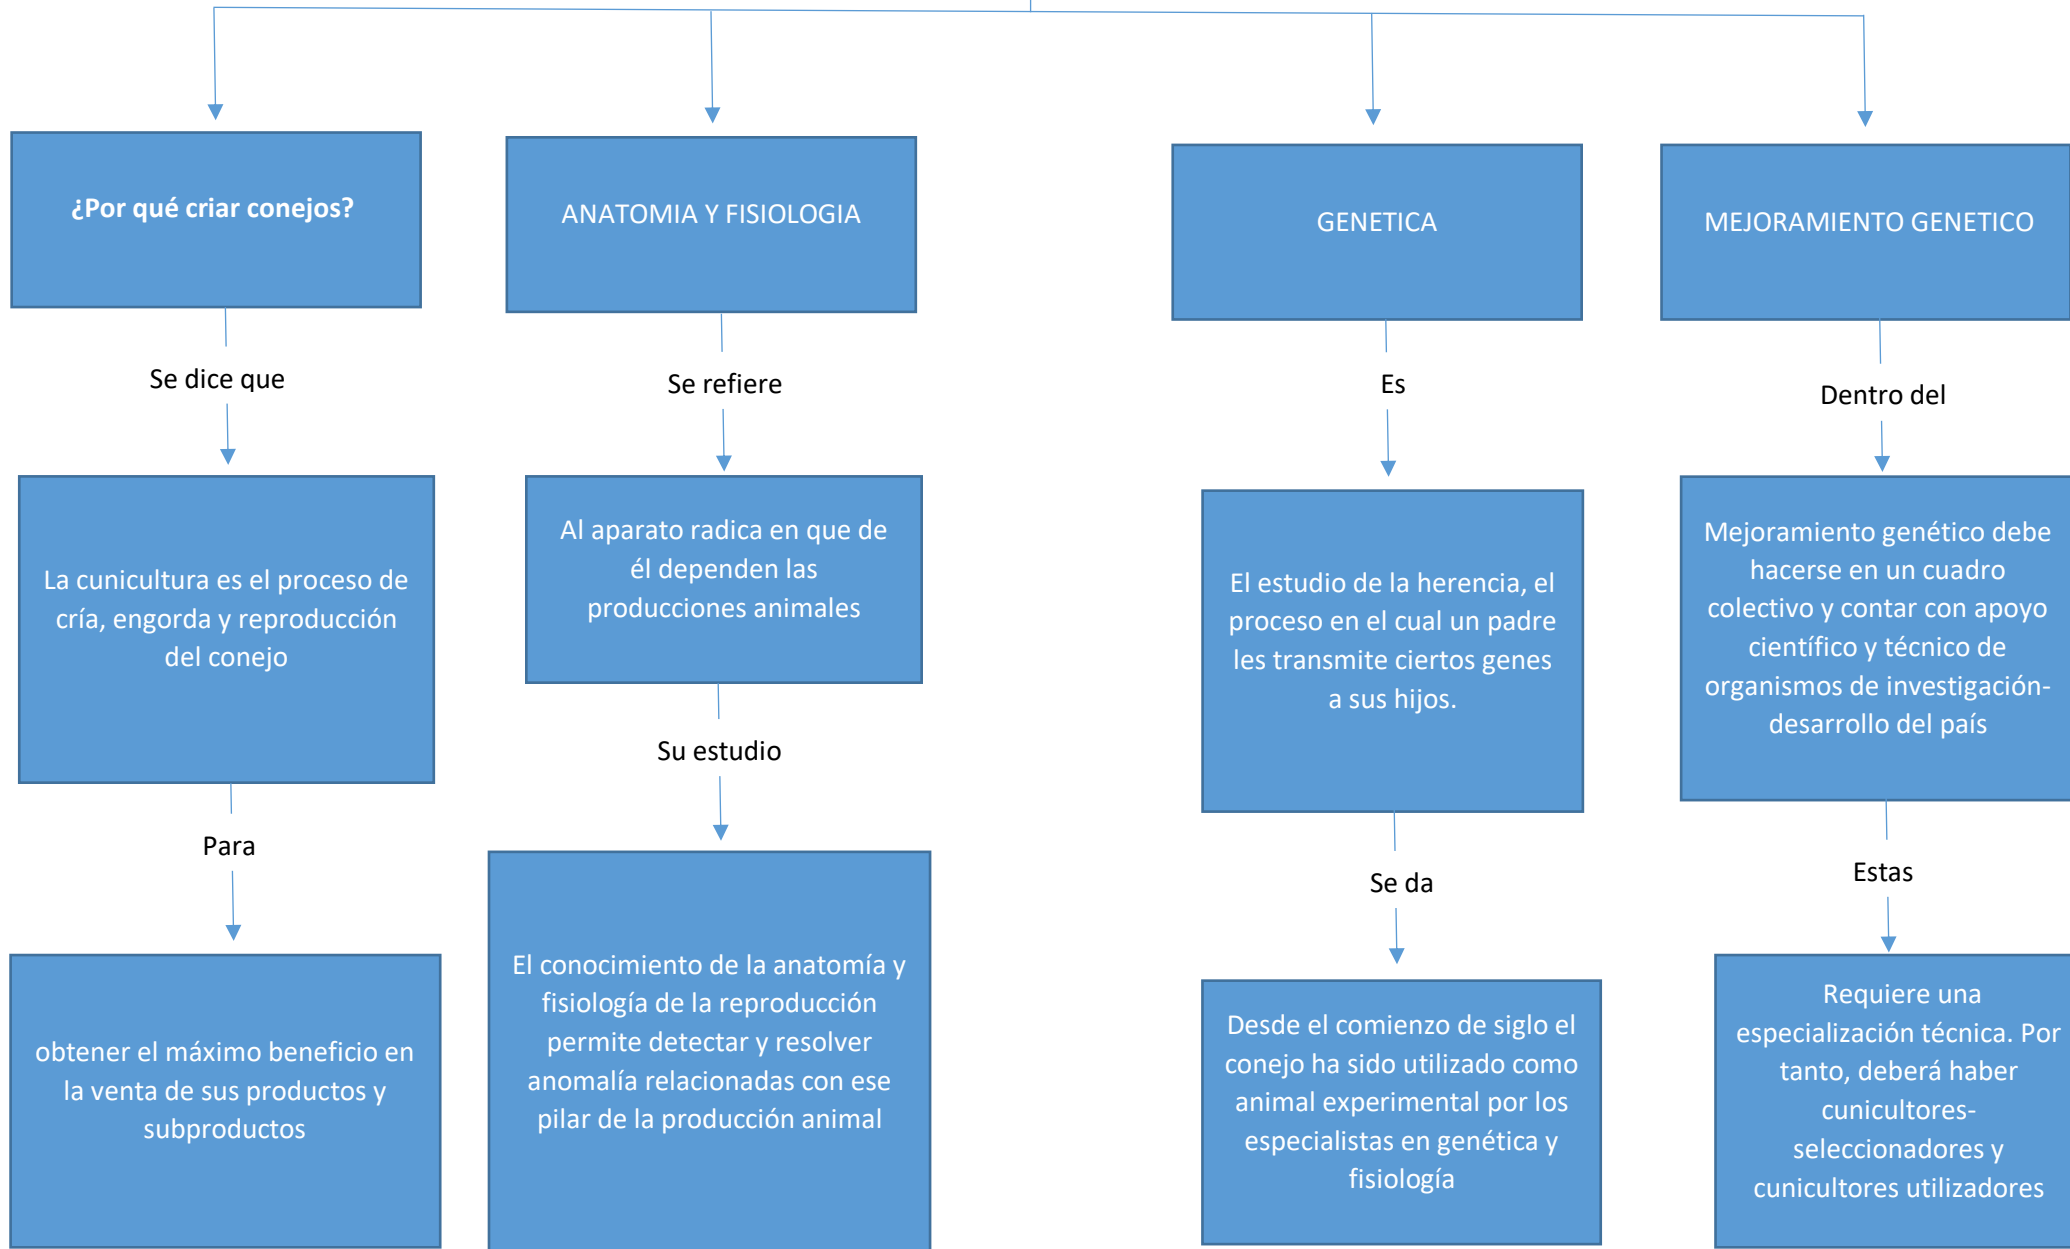 ¿Por qué criar conejos?
ANATOMIA Y FISIOLOGIA
GENETICA
MEJORAMIENTO GENETICO
Se dice que
Se refiere
Es
Dentro del
La cunicultura es el proceso de
cría, engorda y reproducción
del conejo
Al aparato radica en que de
él dependen las
producciones animales
El estudio de la herencia, el
proceso en el cual un padre
les transmite ciertos genes
a sus hijos.
Mejoramiento genético debe
hacerse en un cuadro
colectivo y contar con apoyo
científico y técnico de
organismos de investigación-
desarrollo del país
Para
Su estudio
Se da
Estas
obtener el máximo beneficio en
la venta de sus productos y
subproductos
El conocimiento de la anatomía y
fisiología de la reproducción
permite detectar y resolver
anomalía relacionadas con ese
pilar de la producción animal
Desde el comienzo de siglo el
conejo ha sido utilizado como
animal experimental por los
especialistas en genética y
fisiología
Requiere una
especialización técnica. Por
tanto, deberá haber
cunicultores-
seleccionadores y
cunicultores utilizadores